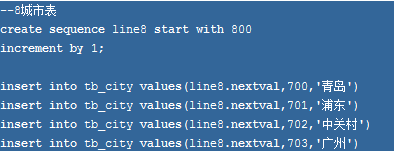 --8城市表
create sequence line8 start with 800
increment by 1;
insert into tb_city values(line8.nextval,700,'青岛')
insert into tb_city values(line8.nextval,701,'浦东')
insert into tb_city values(line8.nextval,702,'中关村')
insert into tb_city values(line8.nextval,703,'广州')